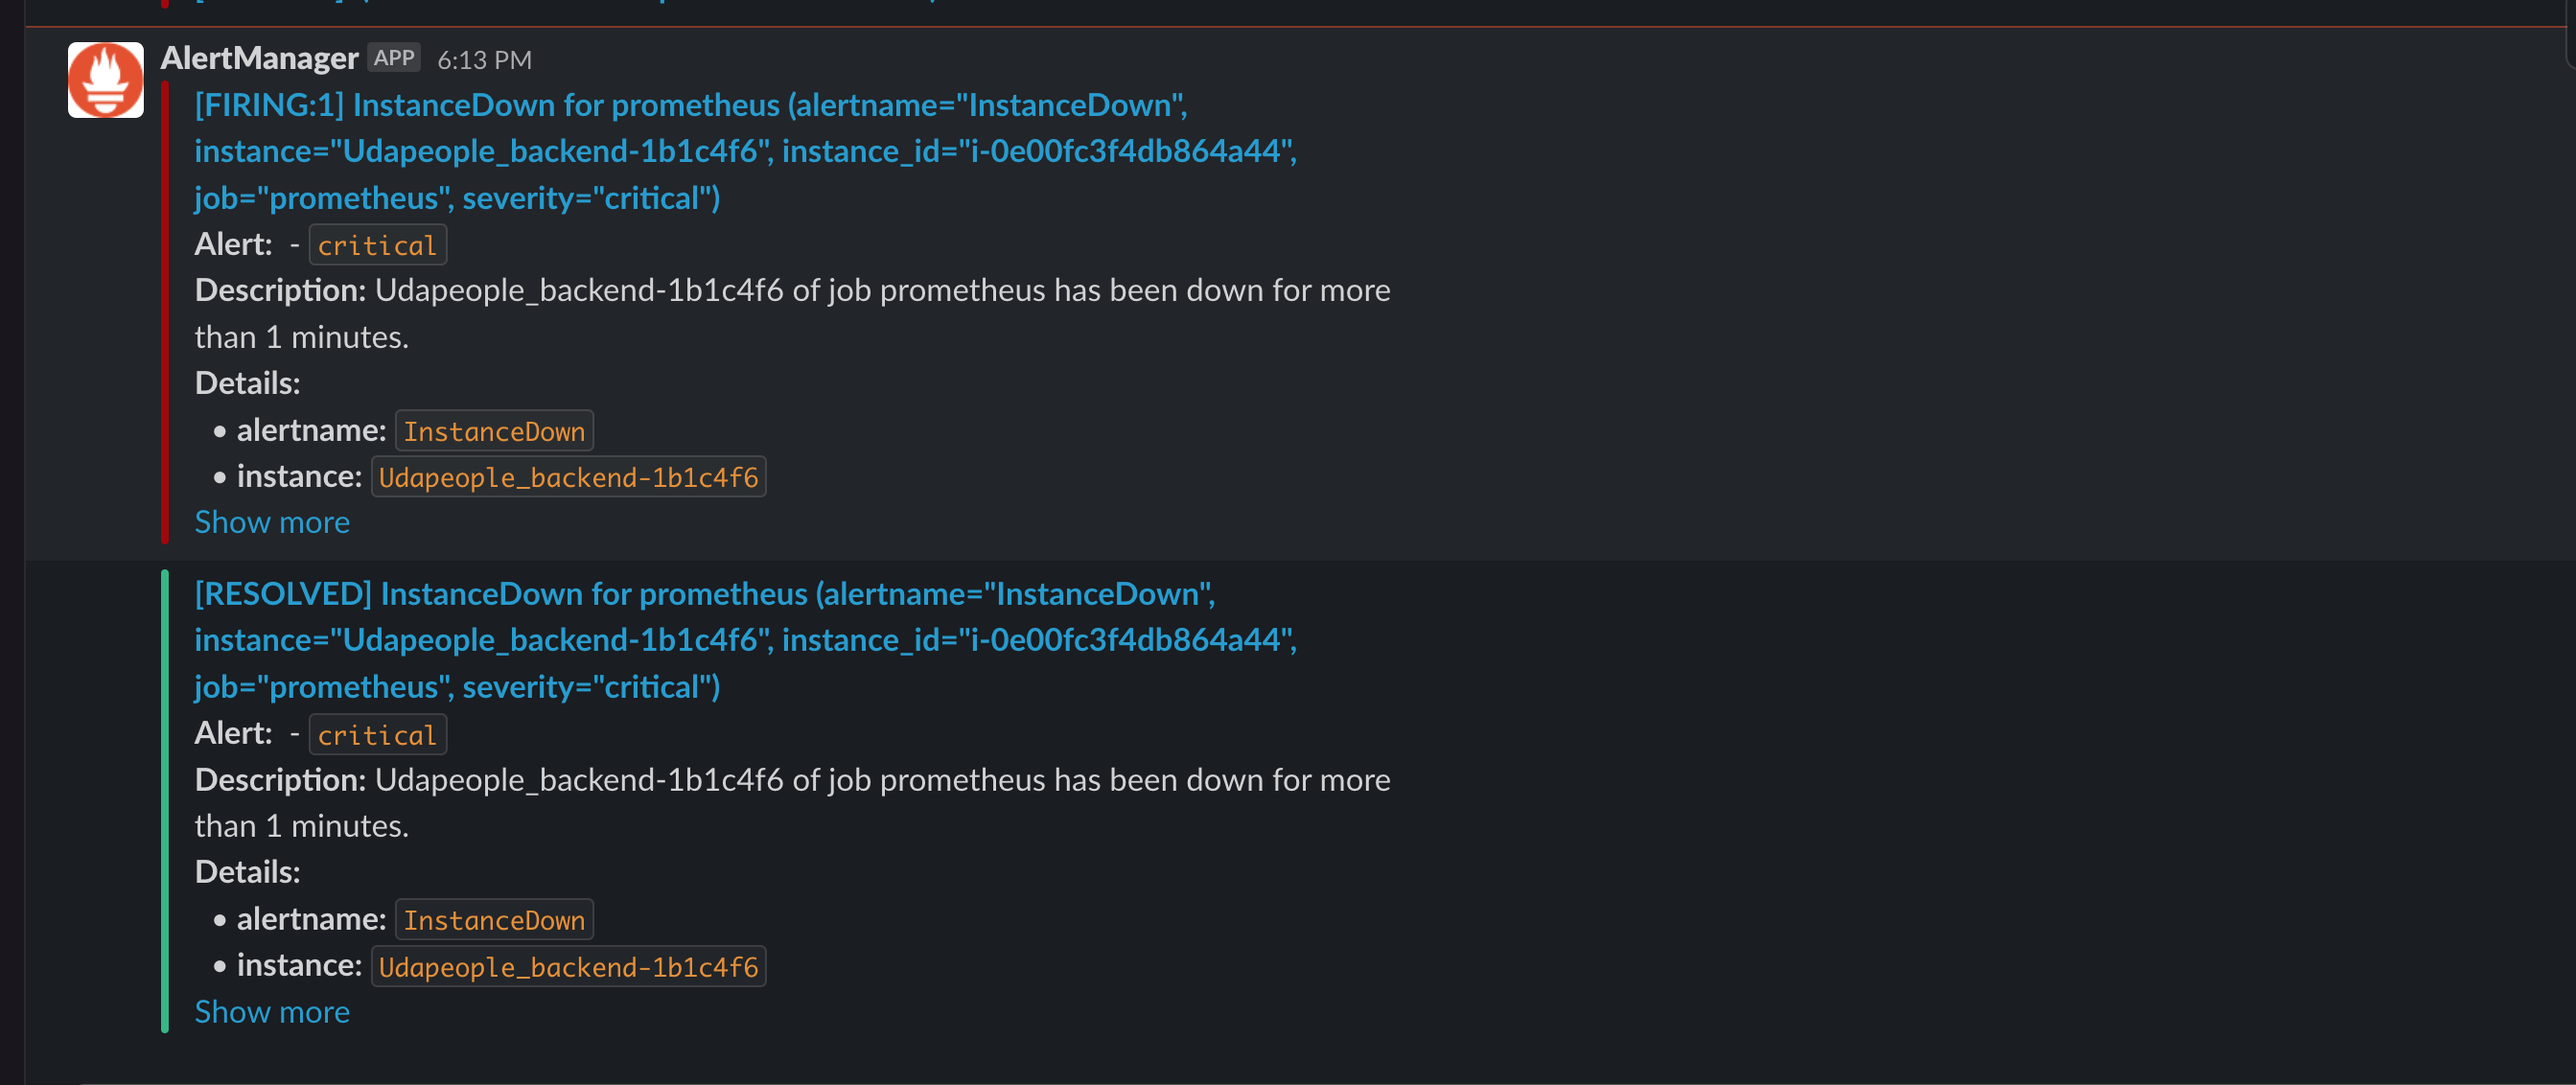 AlertManager APP 6:13 PM
[FIRING:1] InstanceDown for prometheus (alertname="InstanceDown",
instance="Udapeople_backend-1b1c4f6", instance_id="i-0e00fc3f4db864a44",
job="prometheus", severity="critical")
Alert: - critical
Description: Udapeople_backend-1b1c4f6 of job prometheus has been down for more
than 1 minutes.
Details:
• alertname: InstanceDown
• instance: Udapeople_backend-1b1c4f6
Show more
[RESOLVED] InstanceDown for prometheus (alertname="InstanceDown",
instance="Udapeople_backend-1b1c4f6", instance_id="i-0e00fc3f4db864a44",
job="prometheus", severity="critical")
Alert: - critical
Description: Udapeople_backend-1b1c4f6 of job prometheus has been down for more
than 1 minutes.
Details:
• alertname: InstanceDown
• instance: Udapeople_backend-1b1c4f6
Show more